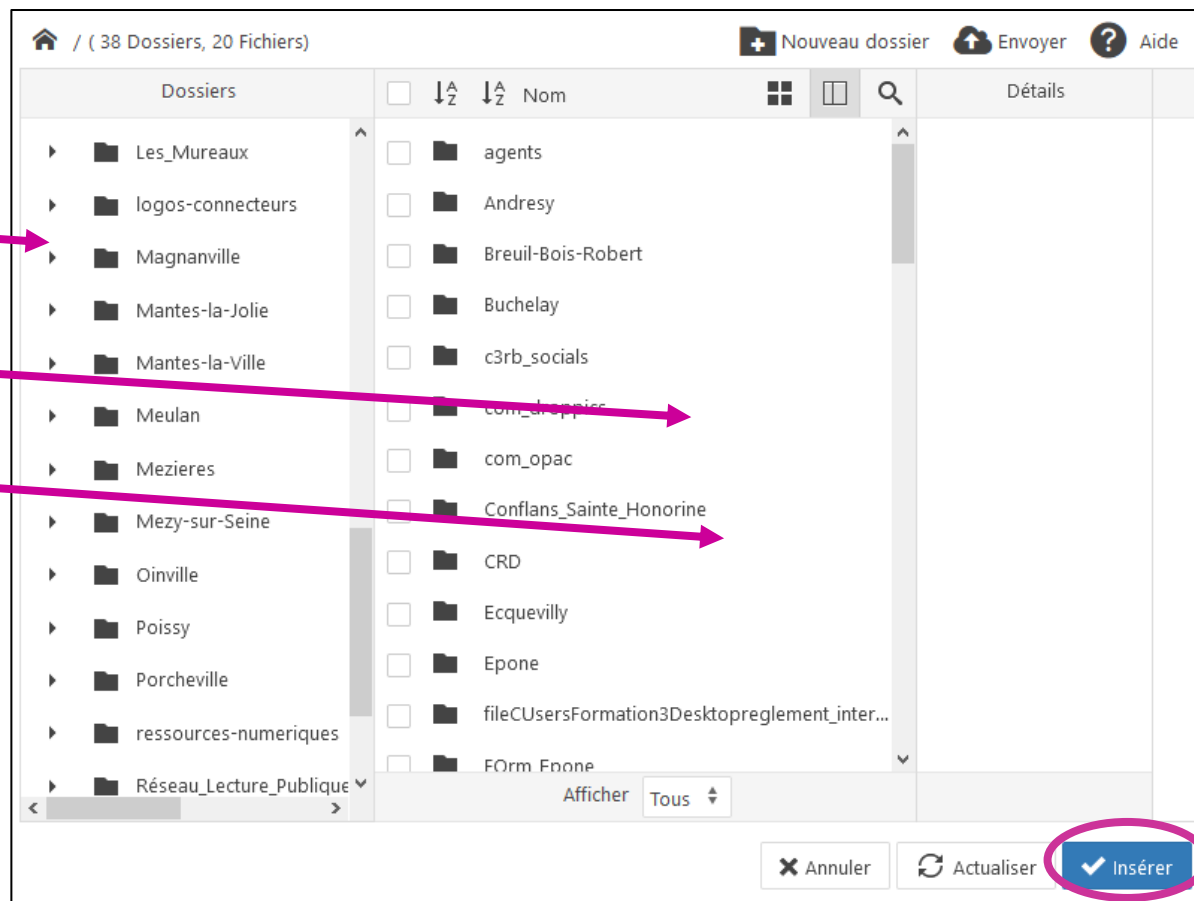 / ( 38 Dossiers, 20 Fichiers)
Nouveau dossier
Envoyer
Aide
Dossiers
Nom
Détails
Les_Mureaux
logos-connecteurs
Magnanville
Mantes-la-Jolie
Mantes-la-Ville
Meulan
Mezieres
Mezy-sur-Seine
Oinville
Poissy
Porcheville
ressources-numeriques
Réseau_Lecture_Publique
agents
Andresy
Breuil-Bois-Robert
Buchelay
c3rb_socials
com_droppics
com_opac
Conflans_Sainte_Honorine
CRD
Ecquevilly
Epone
fileCUsersFormation3Desktopreglement_inter...
FOrm_Epone
Afficher Tous
Annuler
Actualiser
Insérer